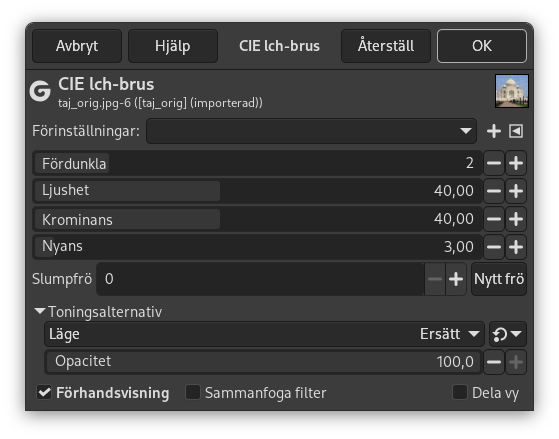 Avbryt Hjälp CIE lch-brus Återställ OK
CIE lch-brus
taj_orig.jpg-6 ([taj_orig] (importerad))
Förinställningar:
Fördunkla 2
Ljushet 40,00
Krominans 40,00
Nyans 3,00
Slumpfrö 0 Nytt frö
Toningsalternativ
Läge Ersätt
Opacitet 100,0
Förhandsvisning Sammanfoga filter Dela vy